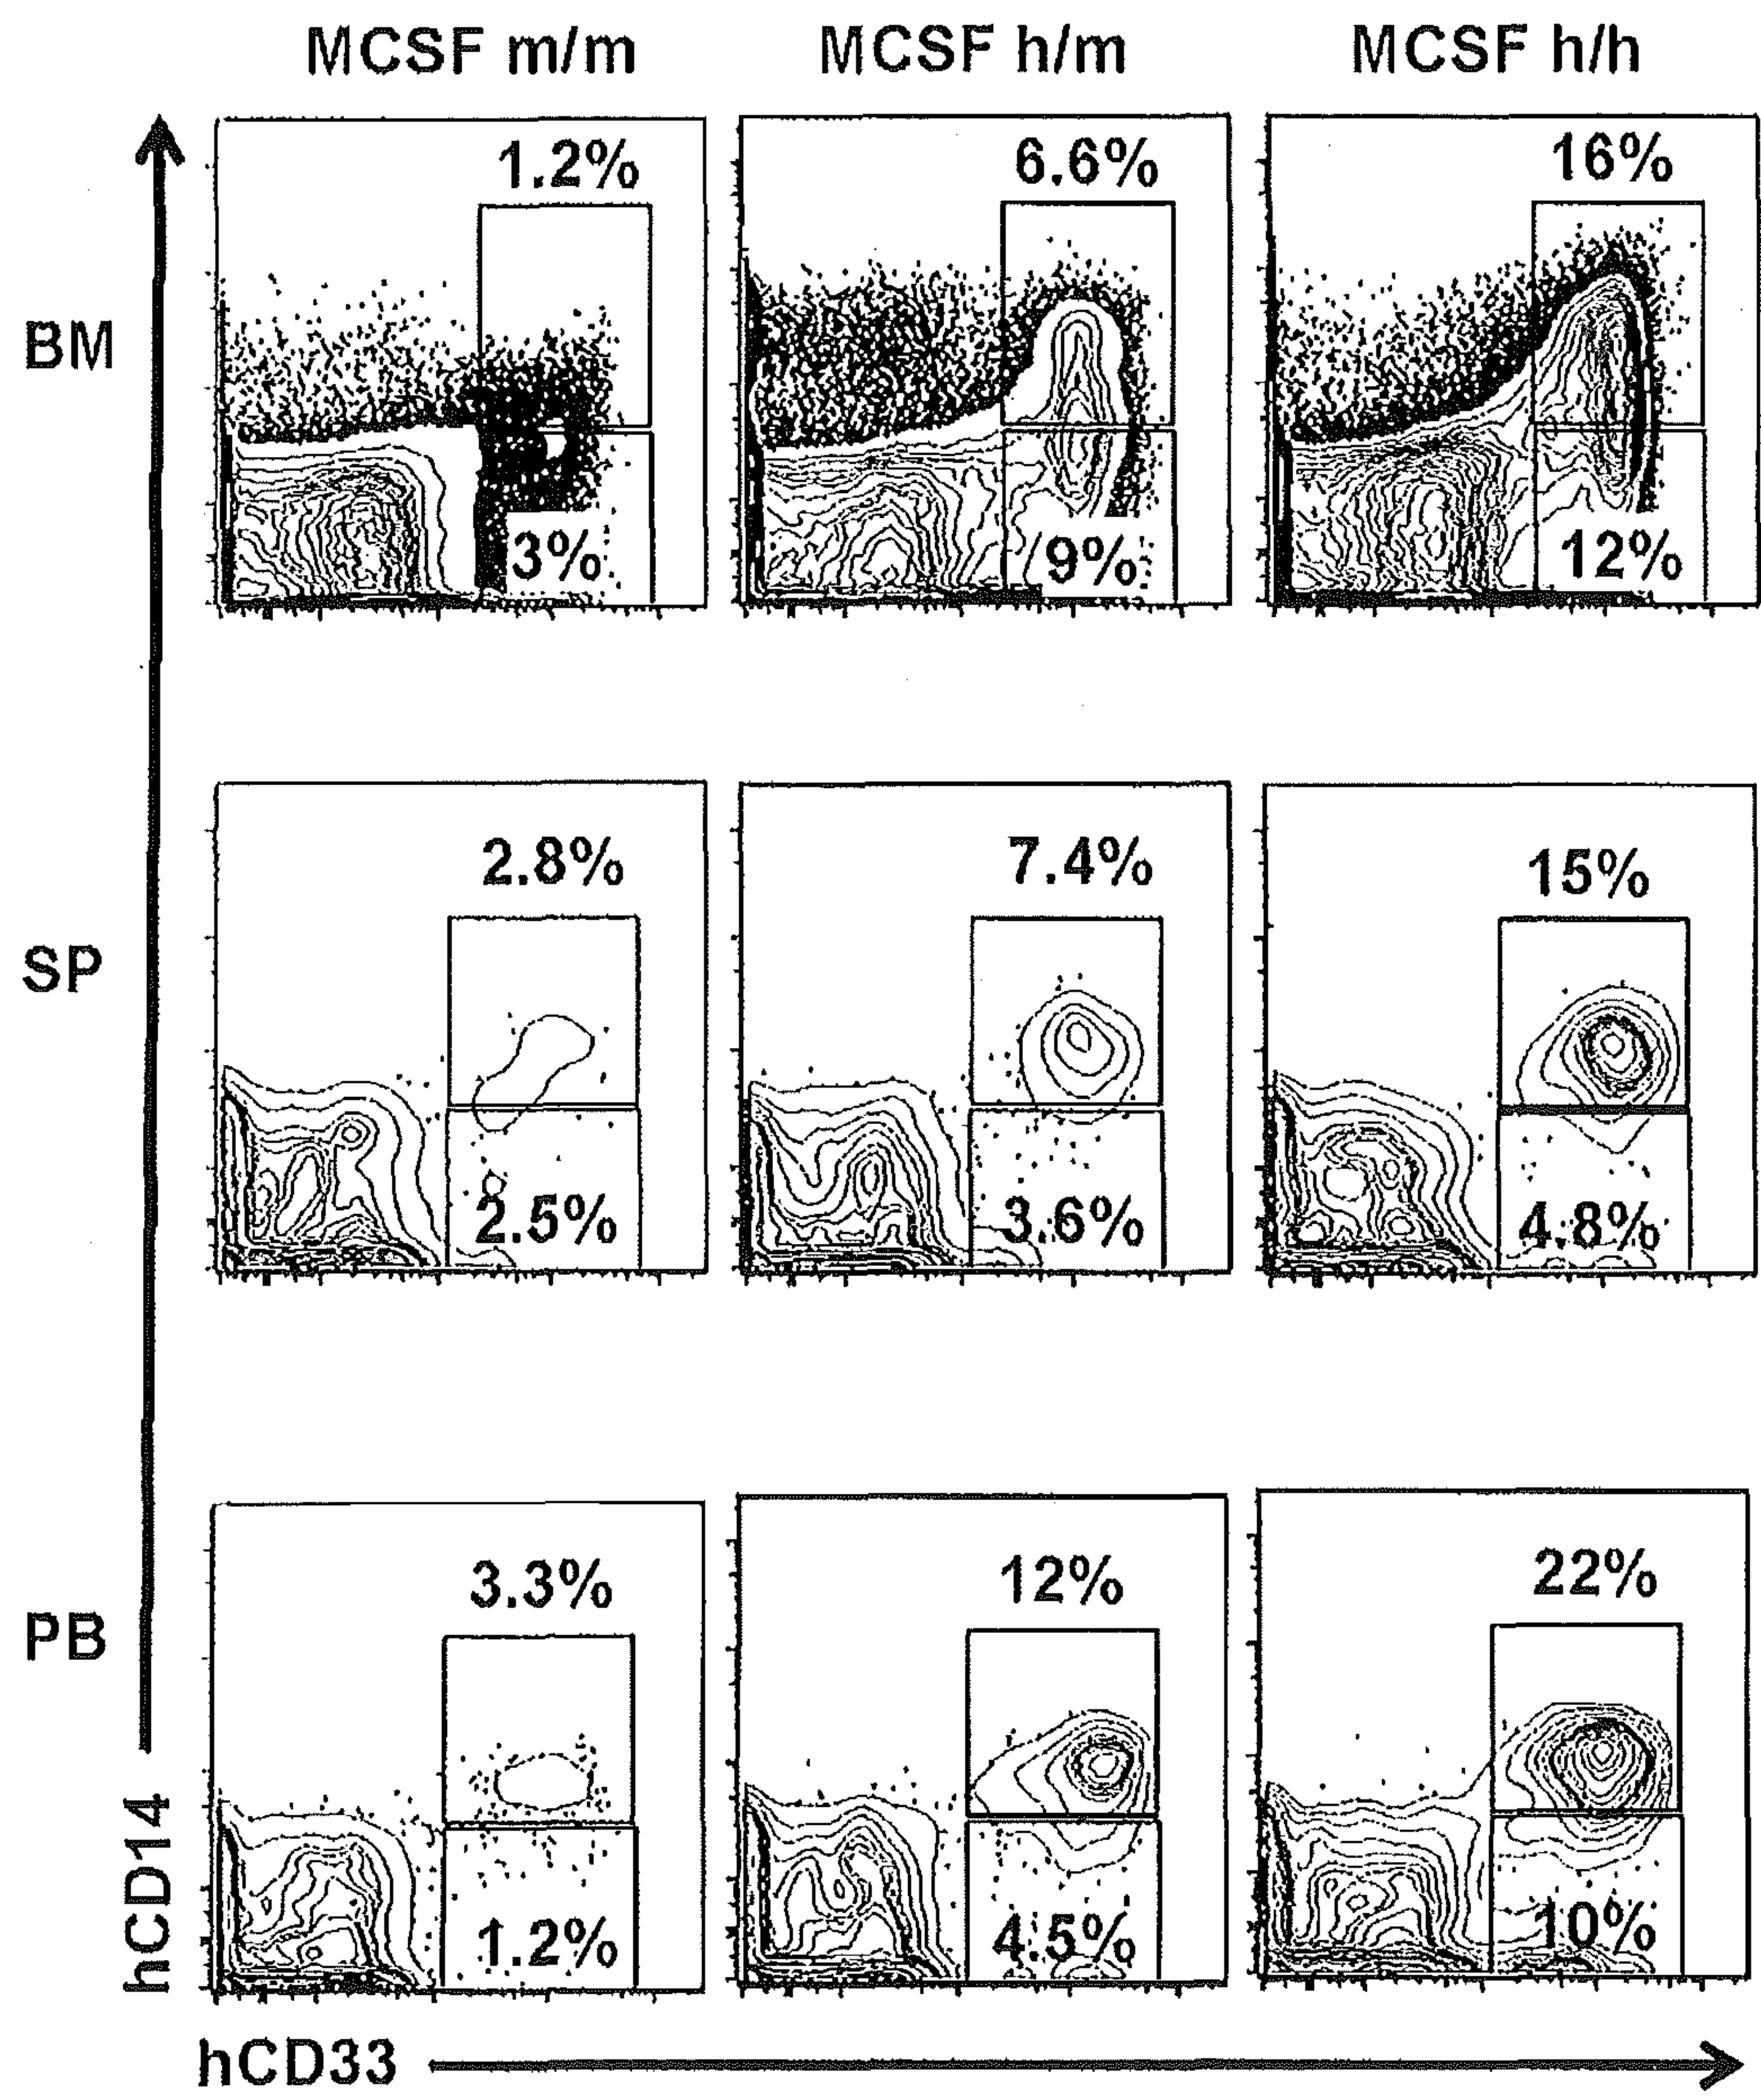 MCSF m/m MCSF h/m MCSF h/h
1.2% 6.6% 16%
BM
3% 9% 12%
2.8% 7.4% 15%
SP
2.5% 3.6% 4.8%
3.3% 12% 22%
PB
1.2% 4.5% 10%
hCD14
hCD33